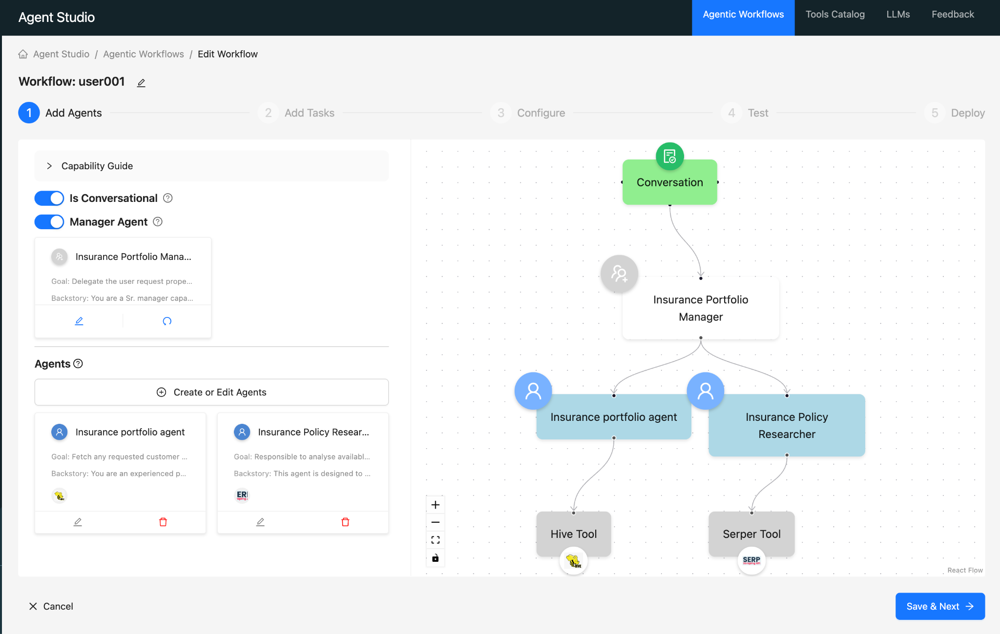 Agent Studio
Agentic Workflows
Tools Catalog
LLMs
Feedback
Agent Studio / Agentic Workflows / Edit Workflow
Workflow: user001
1 Add Agents
2 Add Tasks
3 Configure
4 Test
5 Deploy
Capability Guide
Is Conversational
Manager Agent
Insurance Portfolio Mana...
Goal: Delegate the user request prope...
Backstory: You are a Sr. manager capa...
Agents
Create or Edit Agents
Insurance portfolio agent
Goal: Fetch any requested customer ...
Backstory: You are an experienced p...
Insurance Policy Resear...
Goal: Responsible to analyse availabl...
Backstory: This agent is designed to ...
Conversation
Insurance Portfolio
Manager
Insurance portfolio agent
Insurance Policy
Researcher
Hive Tool
HIVE
Serper Tool
SERP
Scraping API
React Flow
Cancel
Save & Next